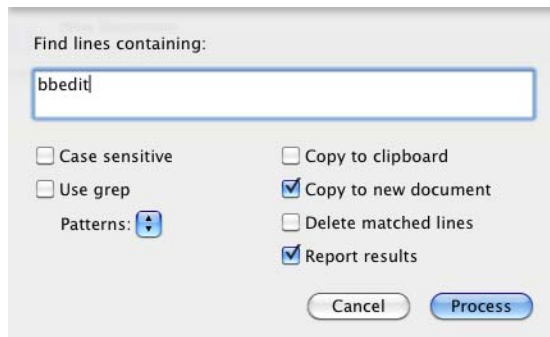 Find lines containing:
bbedit
Case sensitive
Use grep
Patterns:
Copy to clipboard
Copy to new document
Delete matched lines
Report results
Cancel
Process